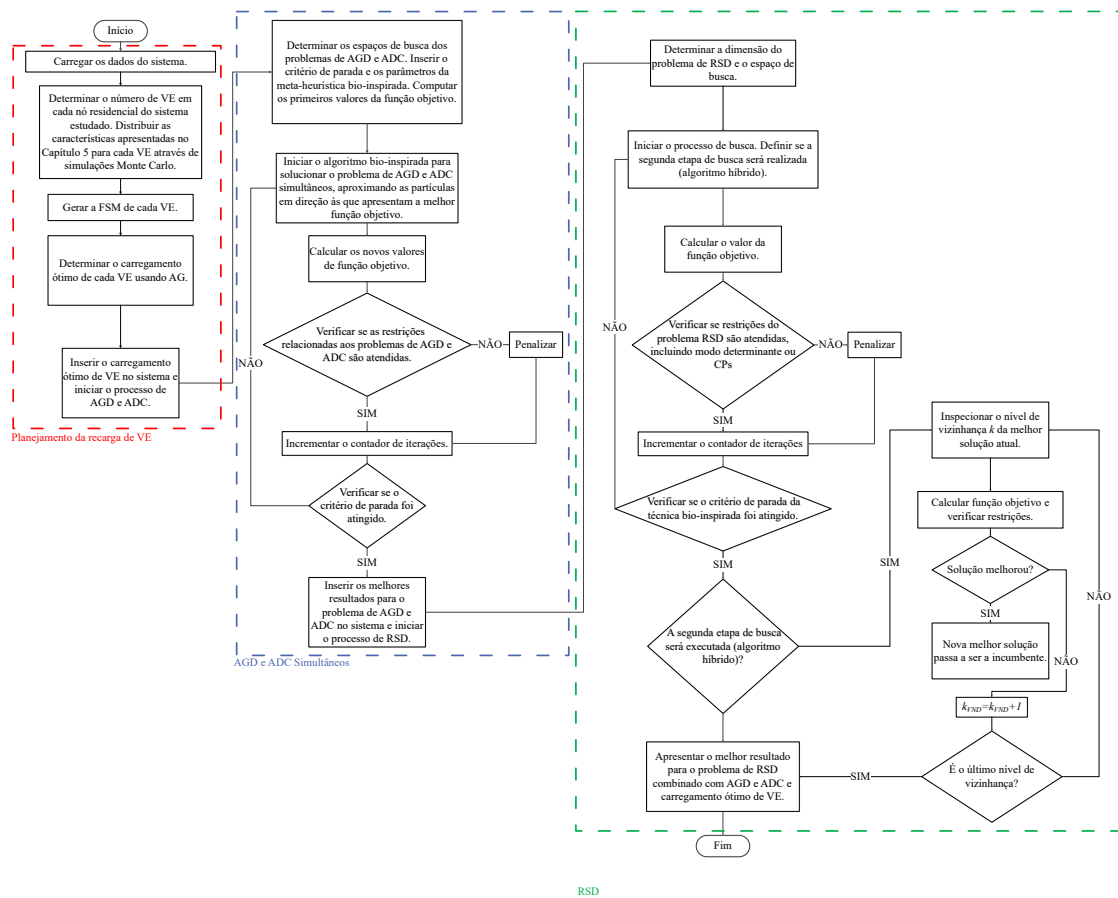 Início
Carregar os dados do sistema.
Determinar o número de VE em
cada nó residencial do sistema
estudado. Distribuir as
características apresentadas no
Capítulo 5 para cada VE através de
simulações Monte Carlo.
Gerar a FSM de cada VE.
Determinar o carregamento
ótimo de cada VE usando AG.
Inserir o carregamento
ótimo de VE no sistema e
iniciar o processo de
AGD e ADC.
Planejamento da recarga de VE
Determinar os espaços de busca dos
problemas de AGD e ADC. Inserir o
critério de parada e os parâmetros da
meta-heurística bio-inspirada. Computar
os primeiros valores da função objetivo.
Iniciar o algoritmo bio-inspirada para
solucionar o problema de AGD e ADC
simultâneos, aproximando as partículas
em direção às que apresentam a melhor
função objetivo.
Calcular os novos valores
de função objetivo.
Verificar se as restrições
relacionadas aos problemas de AGD e
ADC são atendidas.
NÃO
Penalizar
NÃO
SIM
Incrementar o contador de iterações.
Verificar se o
critério de parada foi
atingido.
SIM
Inserir os melhores
resultados para o
problema de AGD e
ADC no sistema e iniciar
o processo de RSD.
AGD e ADC Simultâneos
Determinar a dimensão do
problema de RSD e o espaço de
busca.
Iniciar o processo de busca. Definir se a
segunda etapa de busca será realizada
(algoritmo híbrido).
Calcular o valor da
função objetivo.
NÃO
Verificar se restrições do
problema RSD são atendidas,
incluindo modo determinante ou
CPs
NÃO
Penalizar
SIM
Incrementar o contador de iterações
Verificar se o critério de parada da
técnica bio-inspirada foi atingido.
SIM
A segunda etapa de busca
será executada (algoritmo
híbrido)?
SIM
Inspecionar o nível de
vizinhança k da melhor
solução atual.
Calcular função objetivo e
verificar restrições.
Solução melhorou?
SIM
NÃO
Nova melhor solução
passa a ser a incumbente.
NÃO
kVND=kVND+1
É o último nível de
vizinhança?
SIM
Apresentar o melhor resultado
para o problema de RSD
combinado com AGD e ADC e
carregamento ótimo de VE.
Fim
RSD